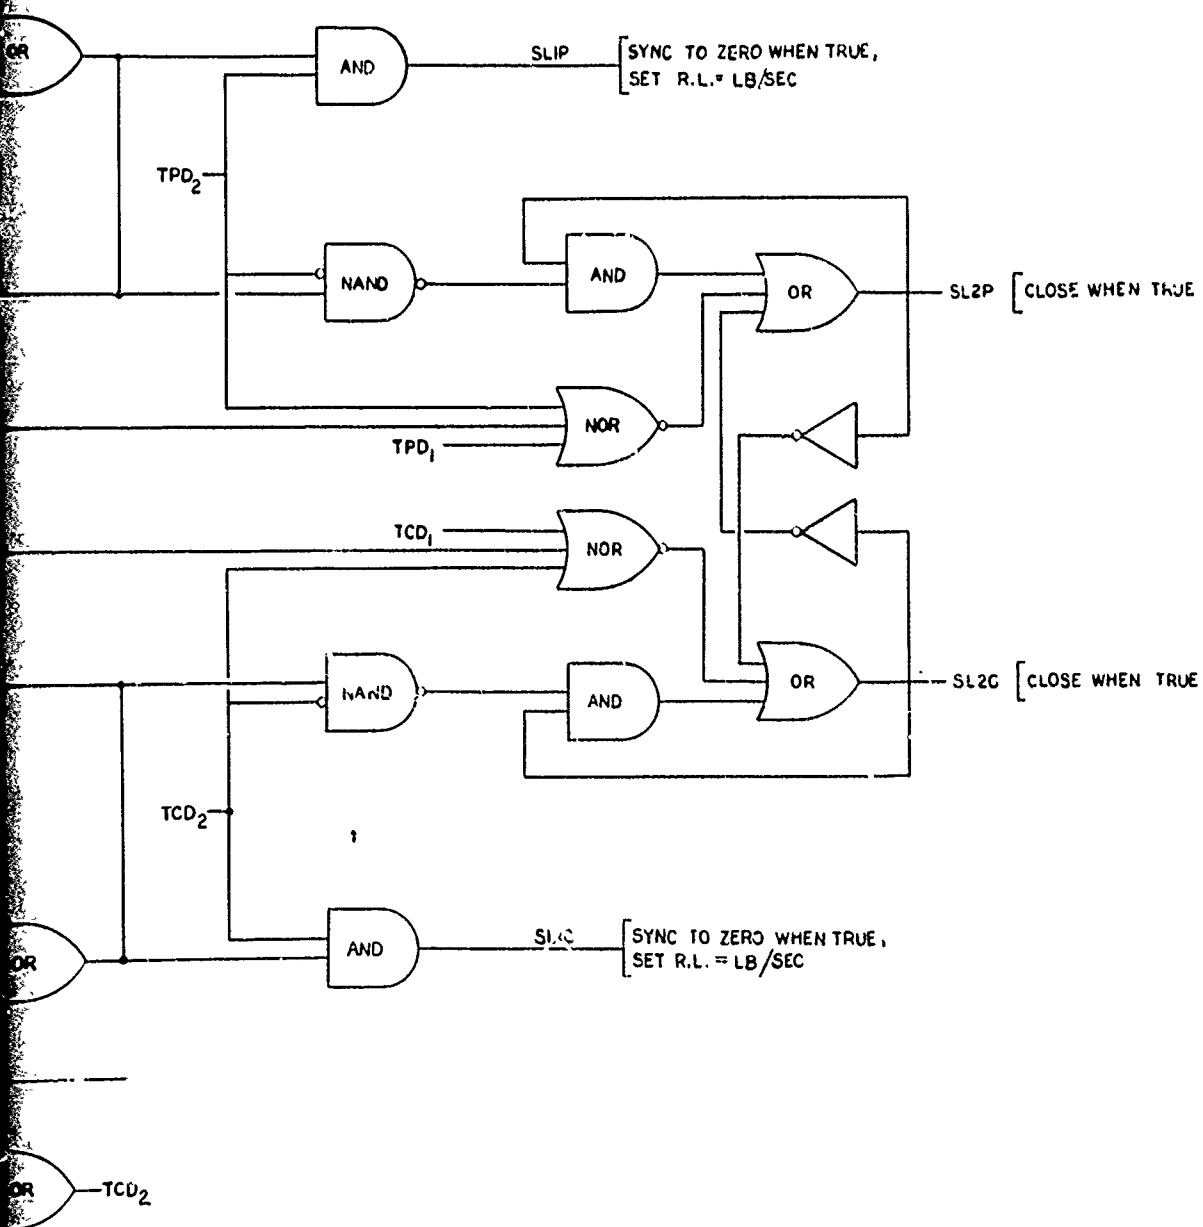 OR
AND
SLIP
SYNC TO ZERO WHEN TRUE,
SET R.L.= LB/SEC
TPD2
NAND
AND
OR
SL2P
CLOSE WHEN TRUE
NOR
TPD1
TCD1
NOR
NAND
AND
OR
SL2C
CLOSE WHEN TRUE
TCD2
OR
AND
SYNC TO ZERO WHEN TRUE,
SET R.L. = LB/SEC
OR
TCD2